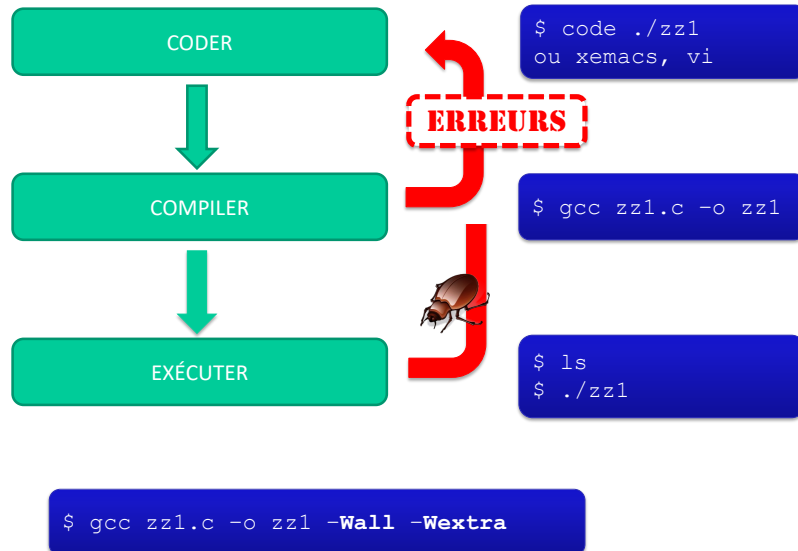 CODER
$ code ./zz1
ou xemacs, vi
ERREURS
COMPILER
$ gcc zz1.c –o zz1
EXÉCUTER
$ ls
$ ./zz1
$ gcc zz1.c –o zz1 –Wall –Wextra